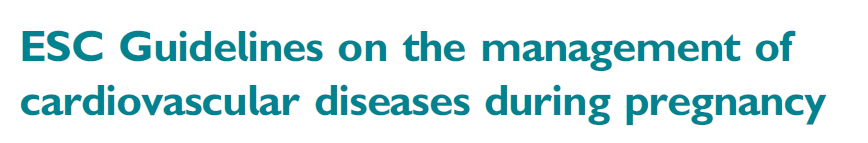 ESC Guidelines on the management of
cardiovascular diseases during pregnancy